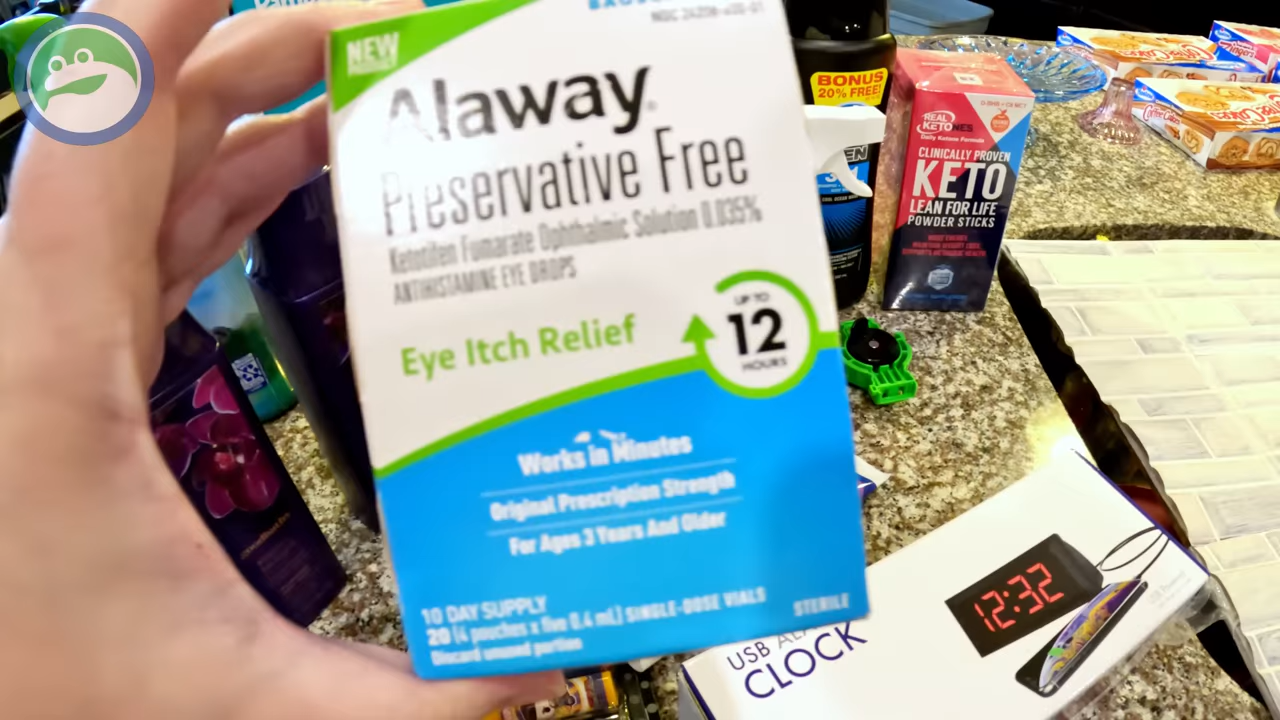 NEW
Alaway
Preservative Free
Ketotifen Fumarate Ophthalmic Solution 0.035%
ANTIHISTAMINE EYE DROPS
Eye Itch Relief
UP TO
12
HOURS
Works in Minutes
Original Prescription Strength
For Ages 3 Years And Older
10 DAY SUPPLY
20 (4 pouches x five 0.4 mL) SINGLE-DOSE VIALS
STERILE
Discard unused portion
BONUS
20% FREE!
REAL
KETONES
Daily Ketone Formula
CLINICALLY PROVEN
KETO
LEAN FOR LIFE
POWDER STICKS
12:32
USB
CLOCK